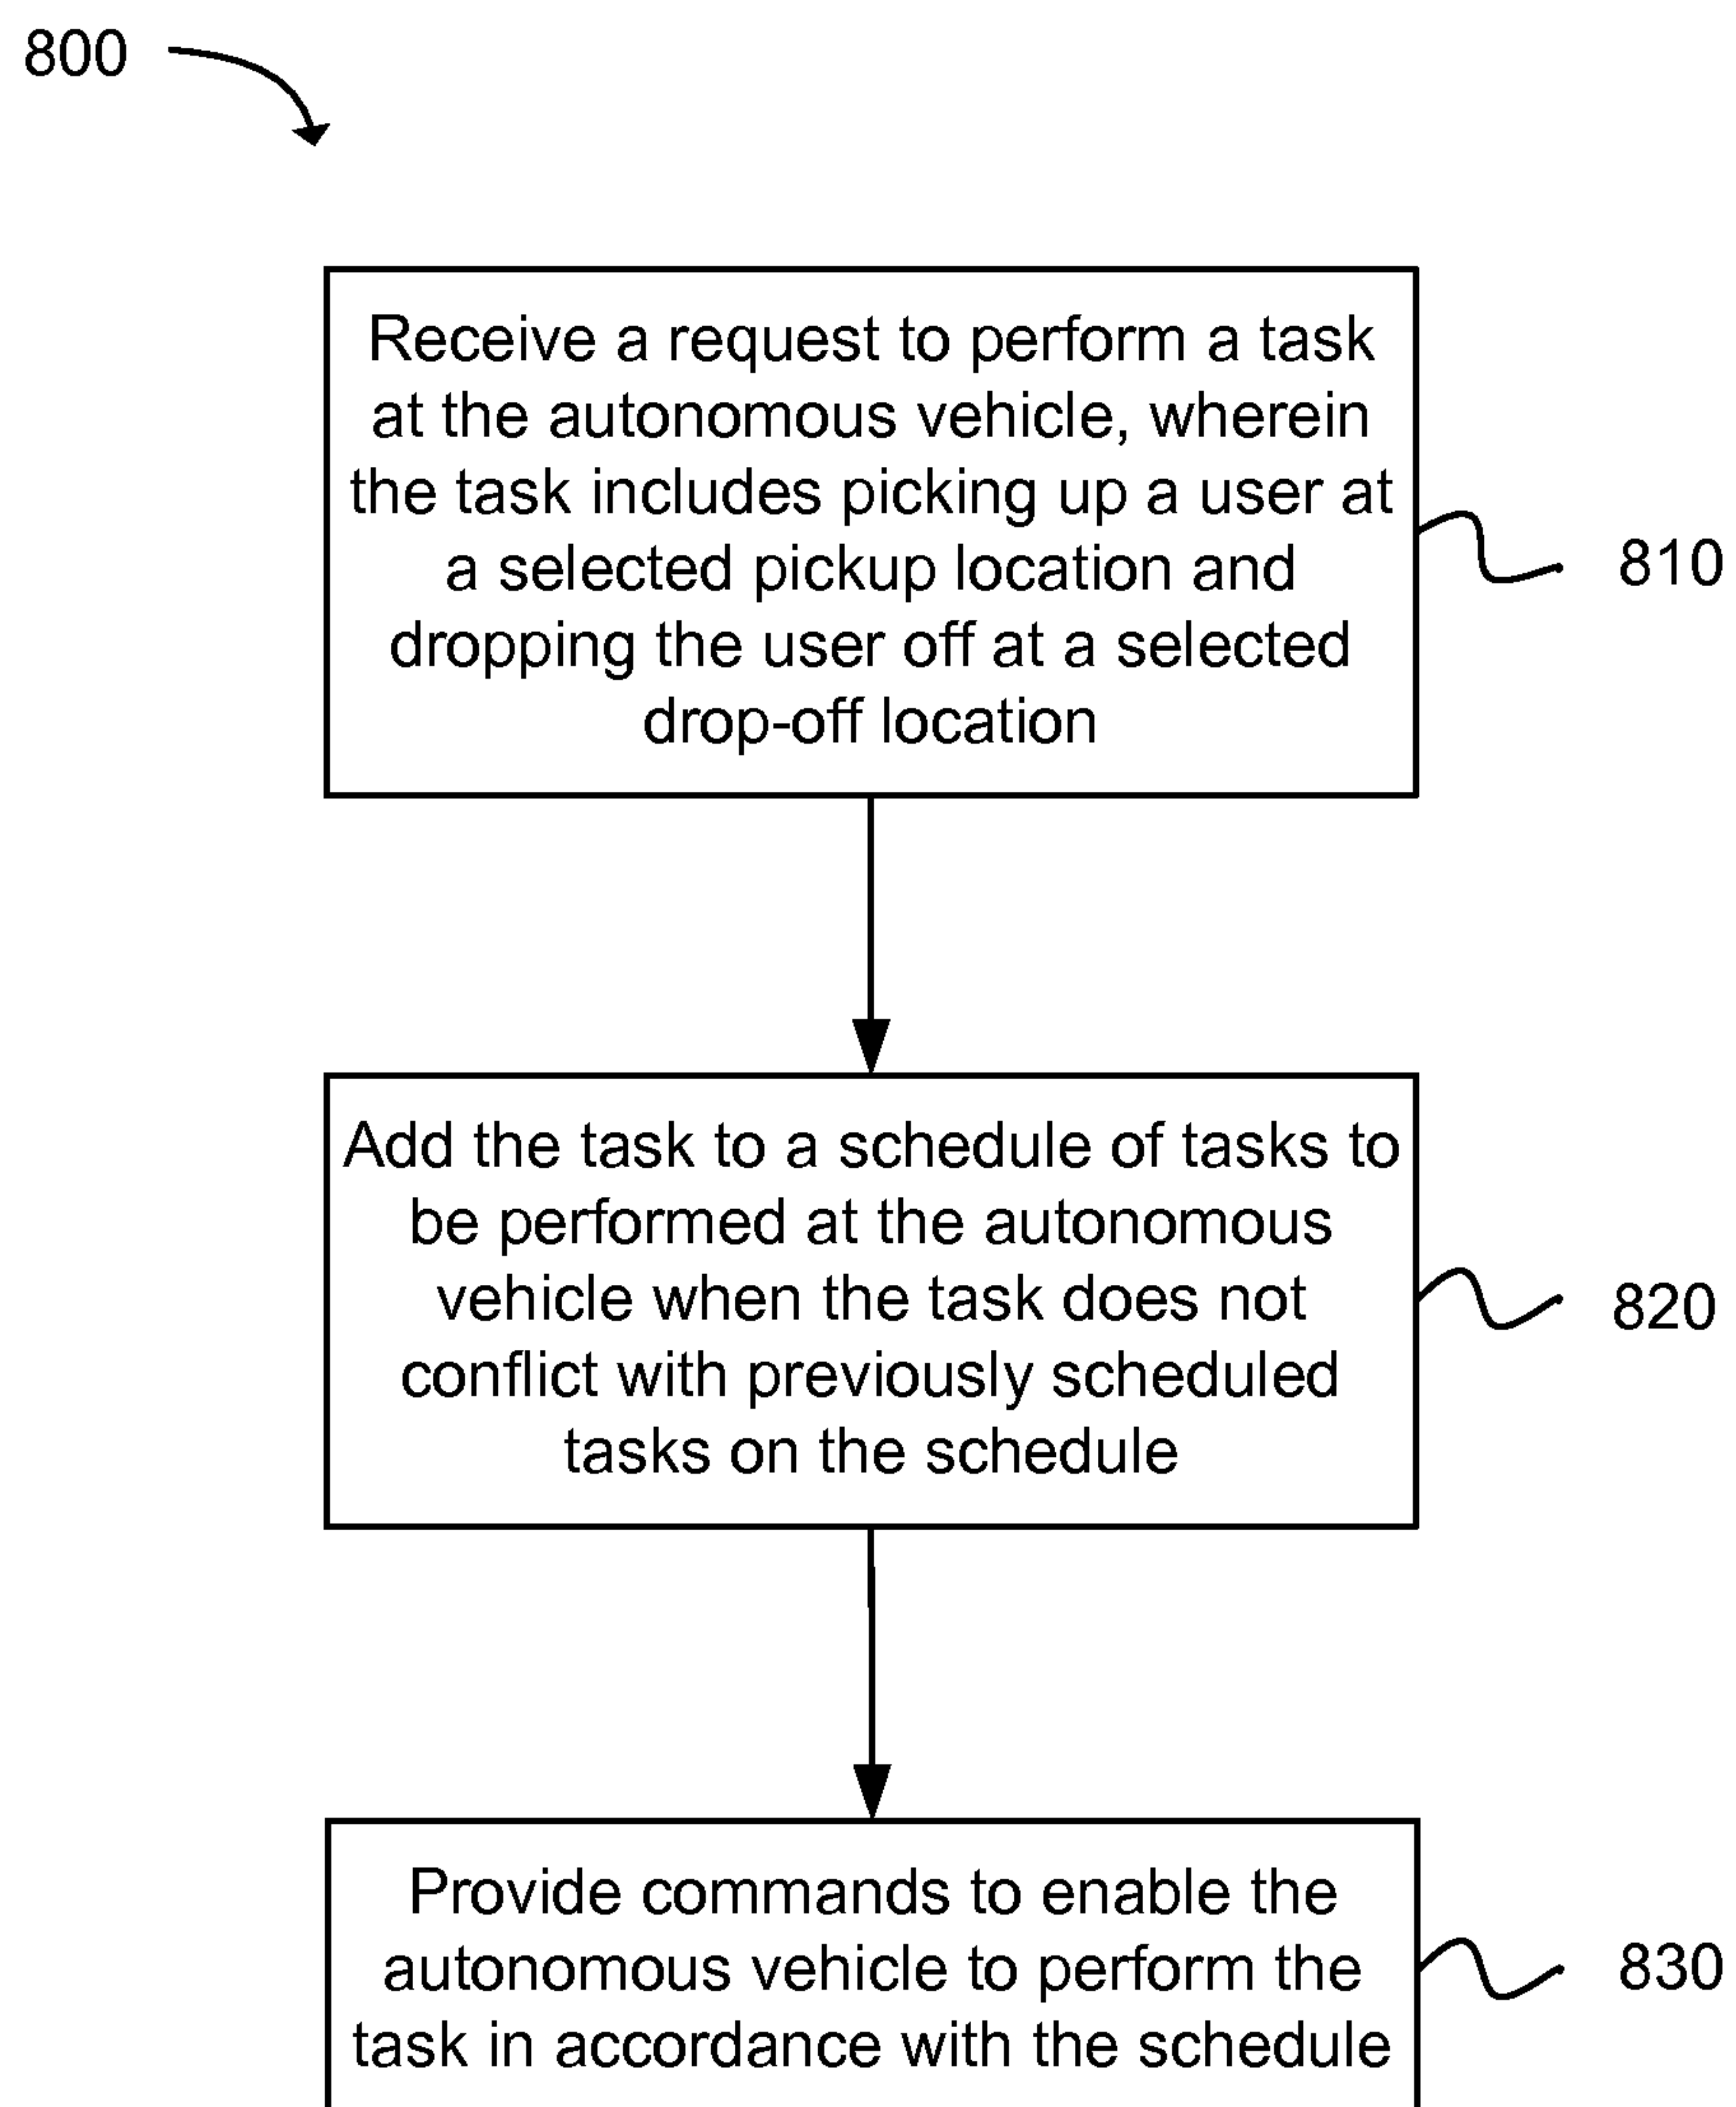 800
Receive a request to perform a task
at the autonomous vehicle, wherein
the task includes picking up a user at
a selected pickup location and
dropping the user off at a selected
drop-off location
810
Add the task to a schedule of tasks to
be performed at the autonomous
vehicle when the task does not
conflict with previously scheduled
tasks on the schedule
820
Provide commands to enable the
autonomous vehicle to perform the
task in accordance with the schedule
830